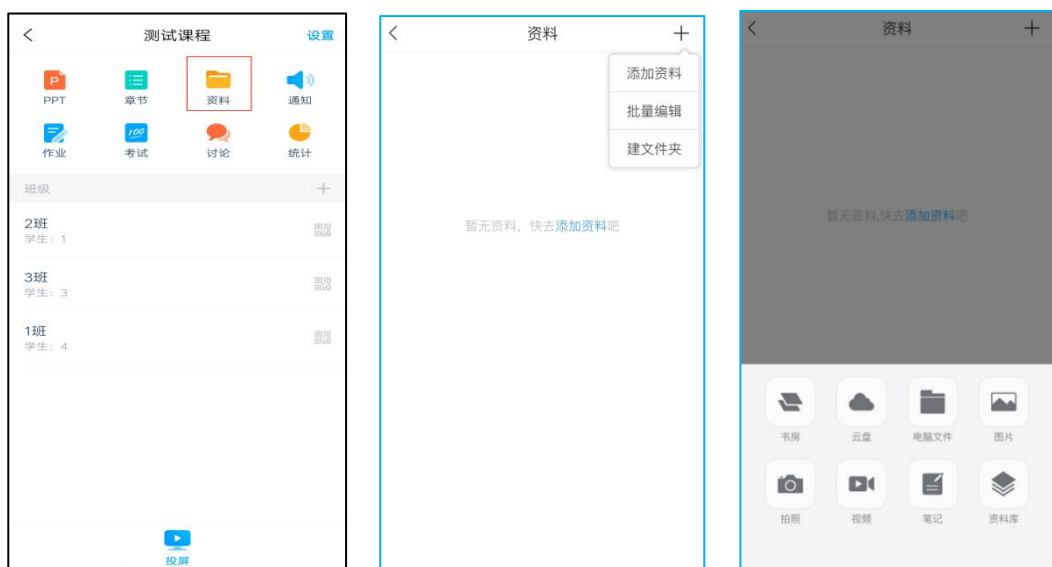 测试课程
设置
P
PPT
章节
资料
通知
100
作业
考试
讨论
统计
班级
2班
学生：1
3班
学生：3
1班
学生：4
投屏
资料
添加资料
批量编辑
建文件夹
暂无资料，快去添加资料吧
资料
暂无资料,快去添加资料吧
书房
云盘
电脑文件
图片
拍照
视频
笔记
资料库